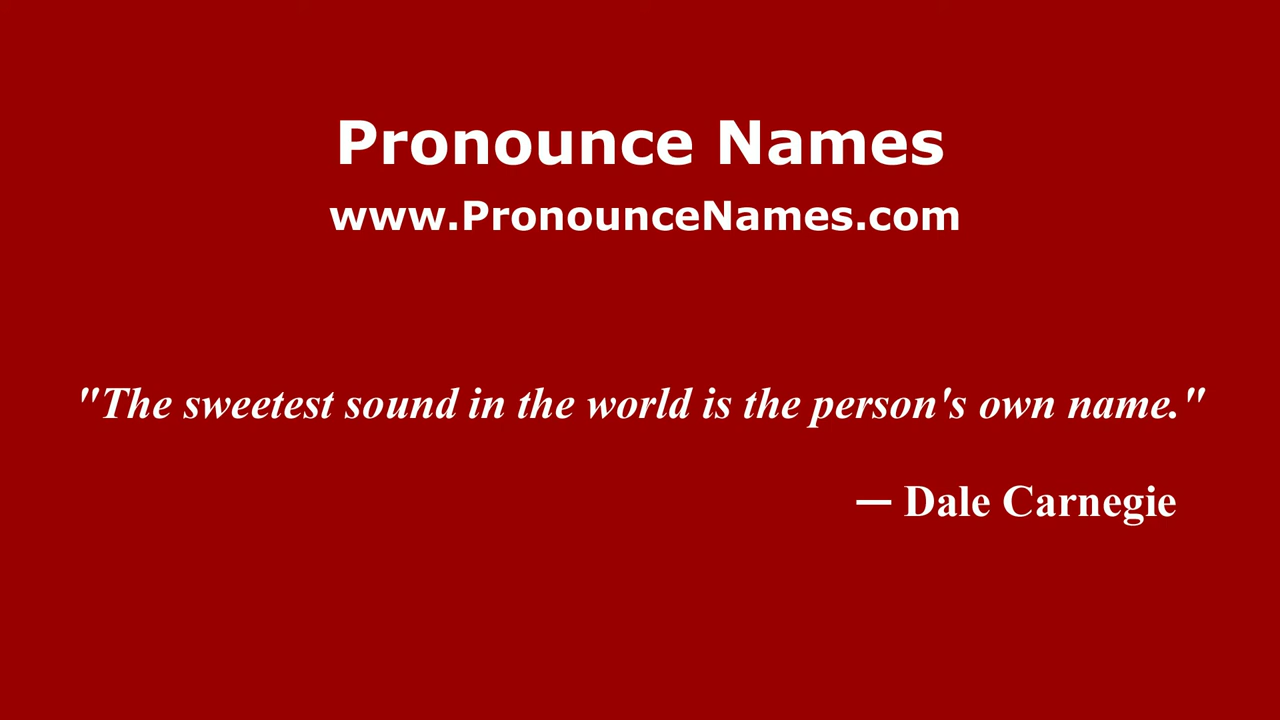 Pronounce Names
www.PronounceNames.com
"The sweetest sound in the world is the person's own name."
— Dale Carnegie